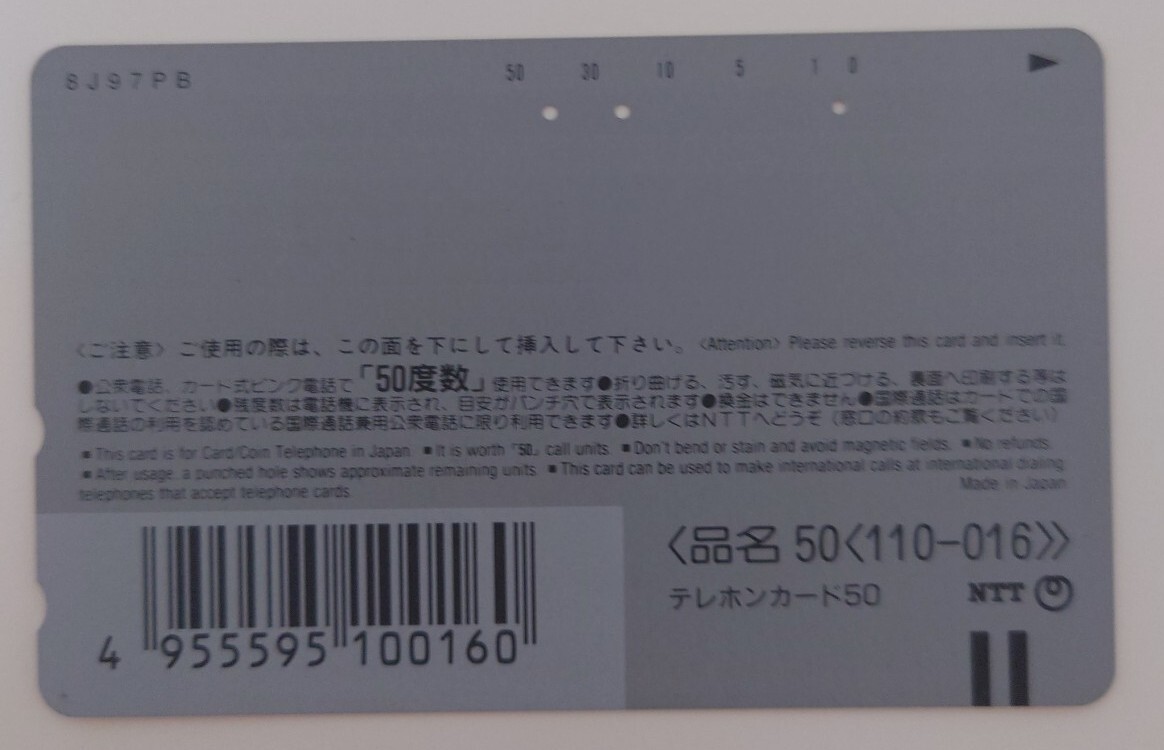 8J97PB
50 30 10 5 1 0
〈ご注意〉ご使用の際は、この面を下にして挿入して下さい。〈Attention〉Please reverse this card and insert it.
●公衆電話、カード式ピンク電話で「50度数」使用できます●折り曲げる、汚す、磁気に近づける、裏面へ印刷する等は
しないでください●残度数は電話機に表示され、目安がパンチ穴で表示されます●換金はできません●国際通話はカードでの国
際通話の利用を認めている国際通話兼用公衆電話に限り利用できます●詳しくはNTTへどうぞ（窓口の約款もご覧ください）
■This card is for Card/Coin Telephone in Japan. ■It is worth「50」call units. ■Don't bend or stain and avoid magnetic fields. ■No refunds.
■After usage, a punched hole shows approximate remaining units. ■This card can be used to make international calls at international dialing
telephones that accept telephone cards.
Made in Japan
〈品名 50〈110-016〉〉
テレホンカード50
NTT
4 955595 100160